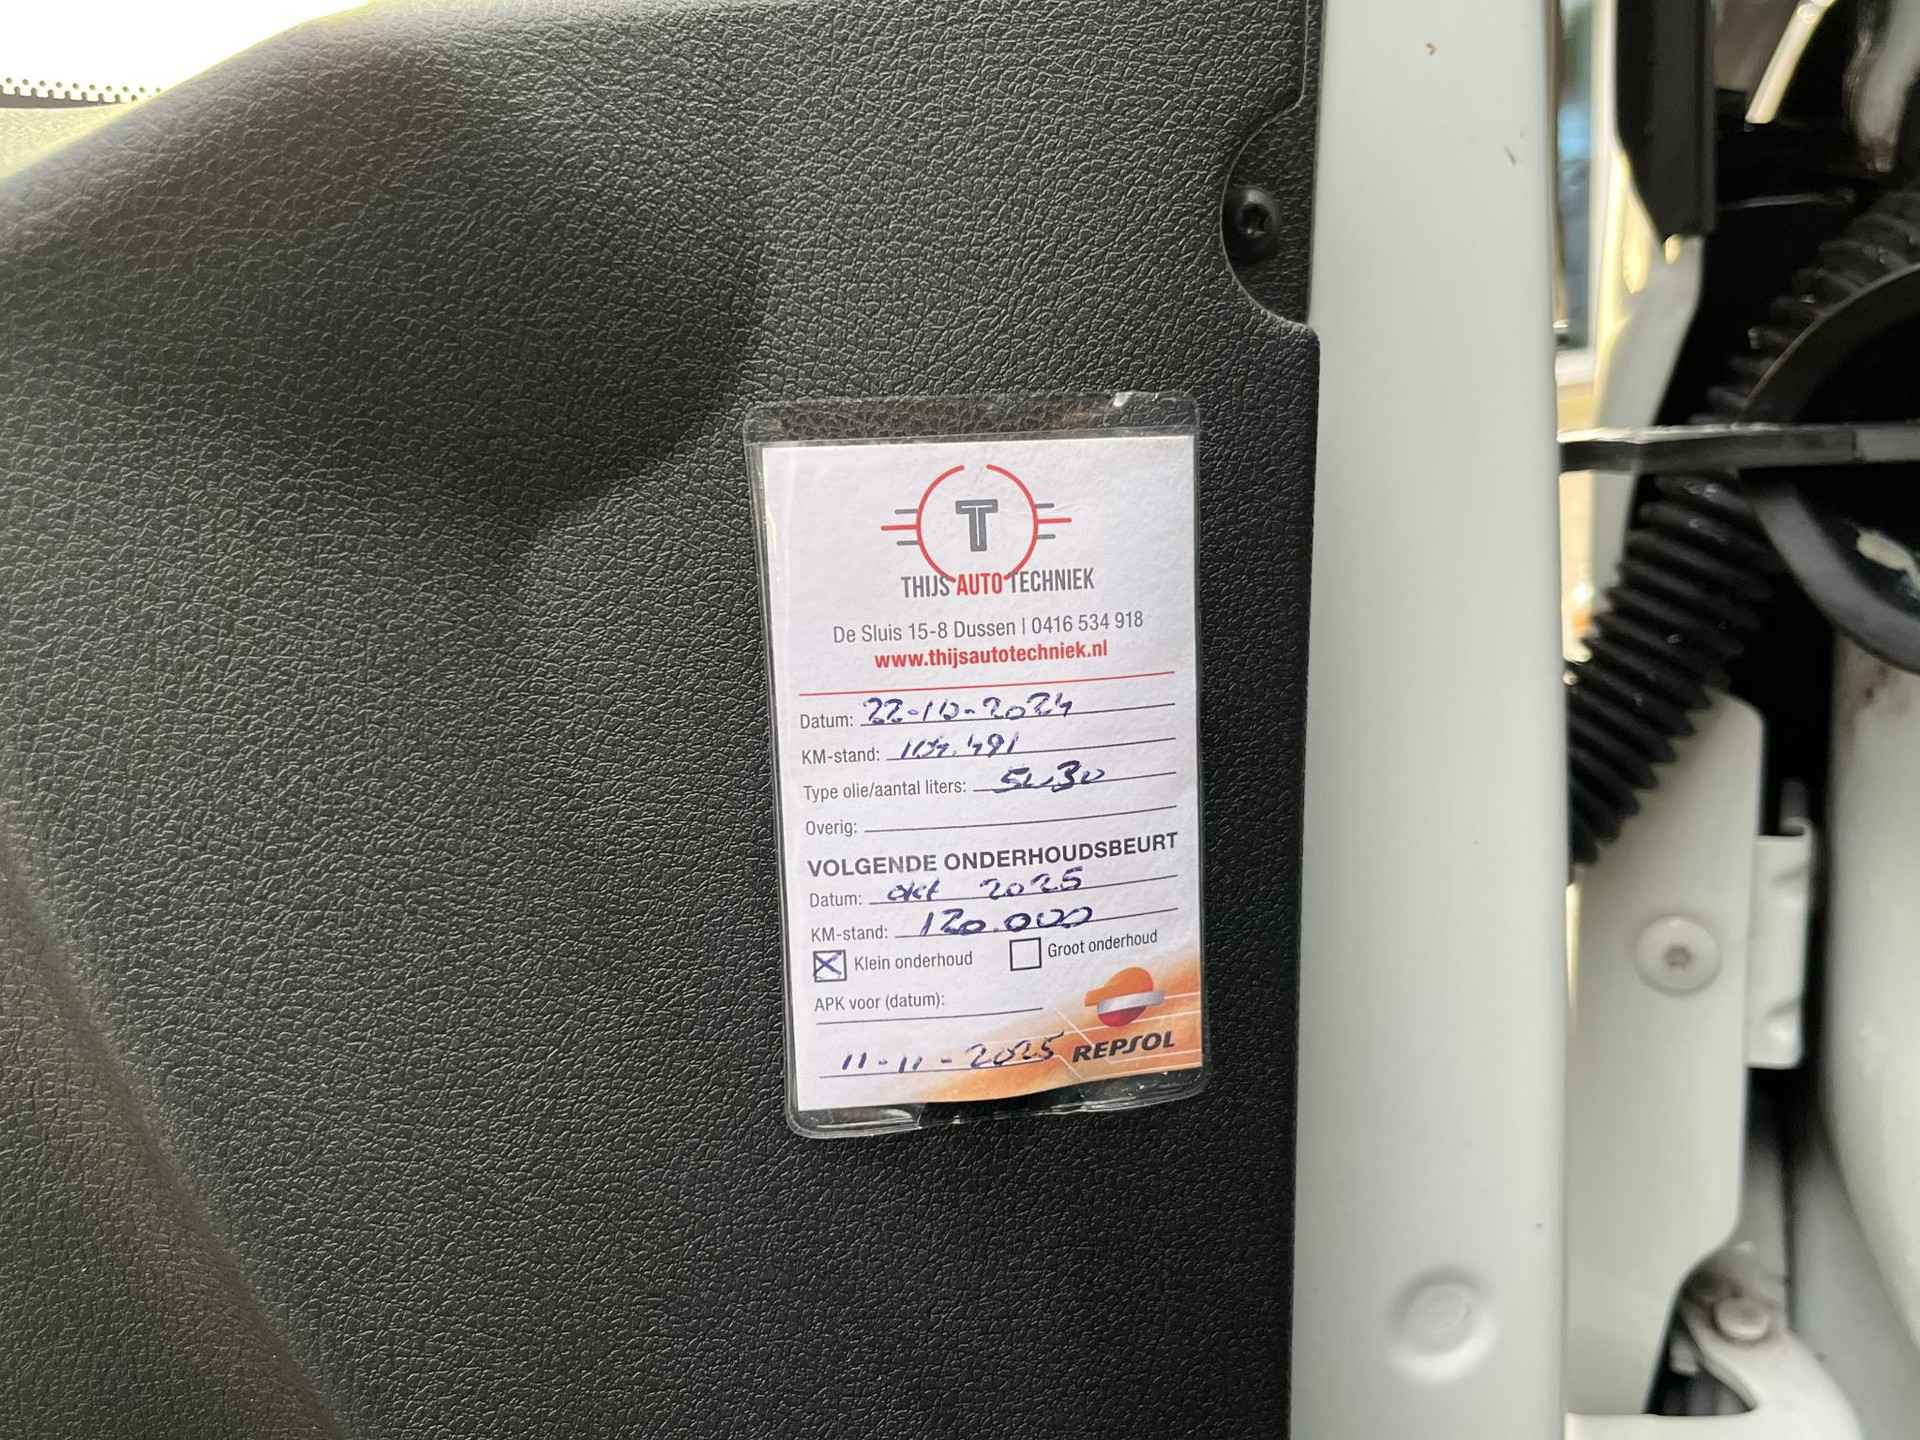 T
THIJS AUTO TECHNIEK
De Sluis 15-8 Dussen | 0416 534 918
www.thijsautotechniek.nl
Datum: 22-10-2024
KM-stand:
Type olie/aantal liters: 5w30
Overig:
VOLGENDE ONDERHOUDSBEURT
Datum: okt 2025
KM-stand: 120.000
Klein onderhoud Groot onderhoud
APK voor (datum):
11-11-2025 REPSOL